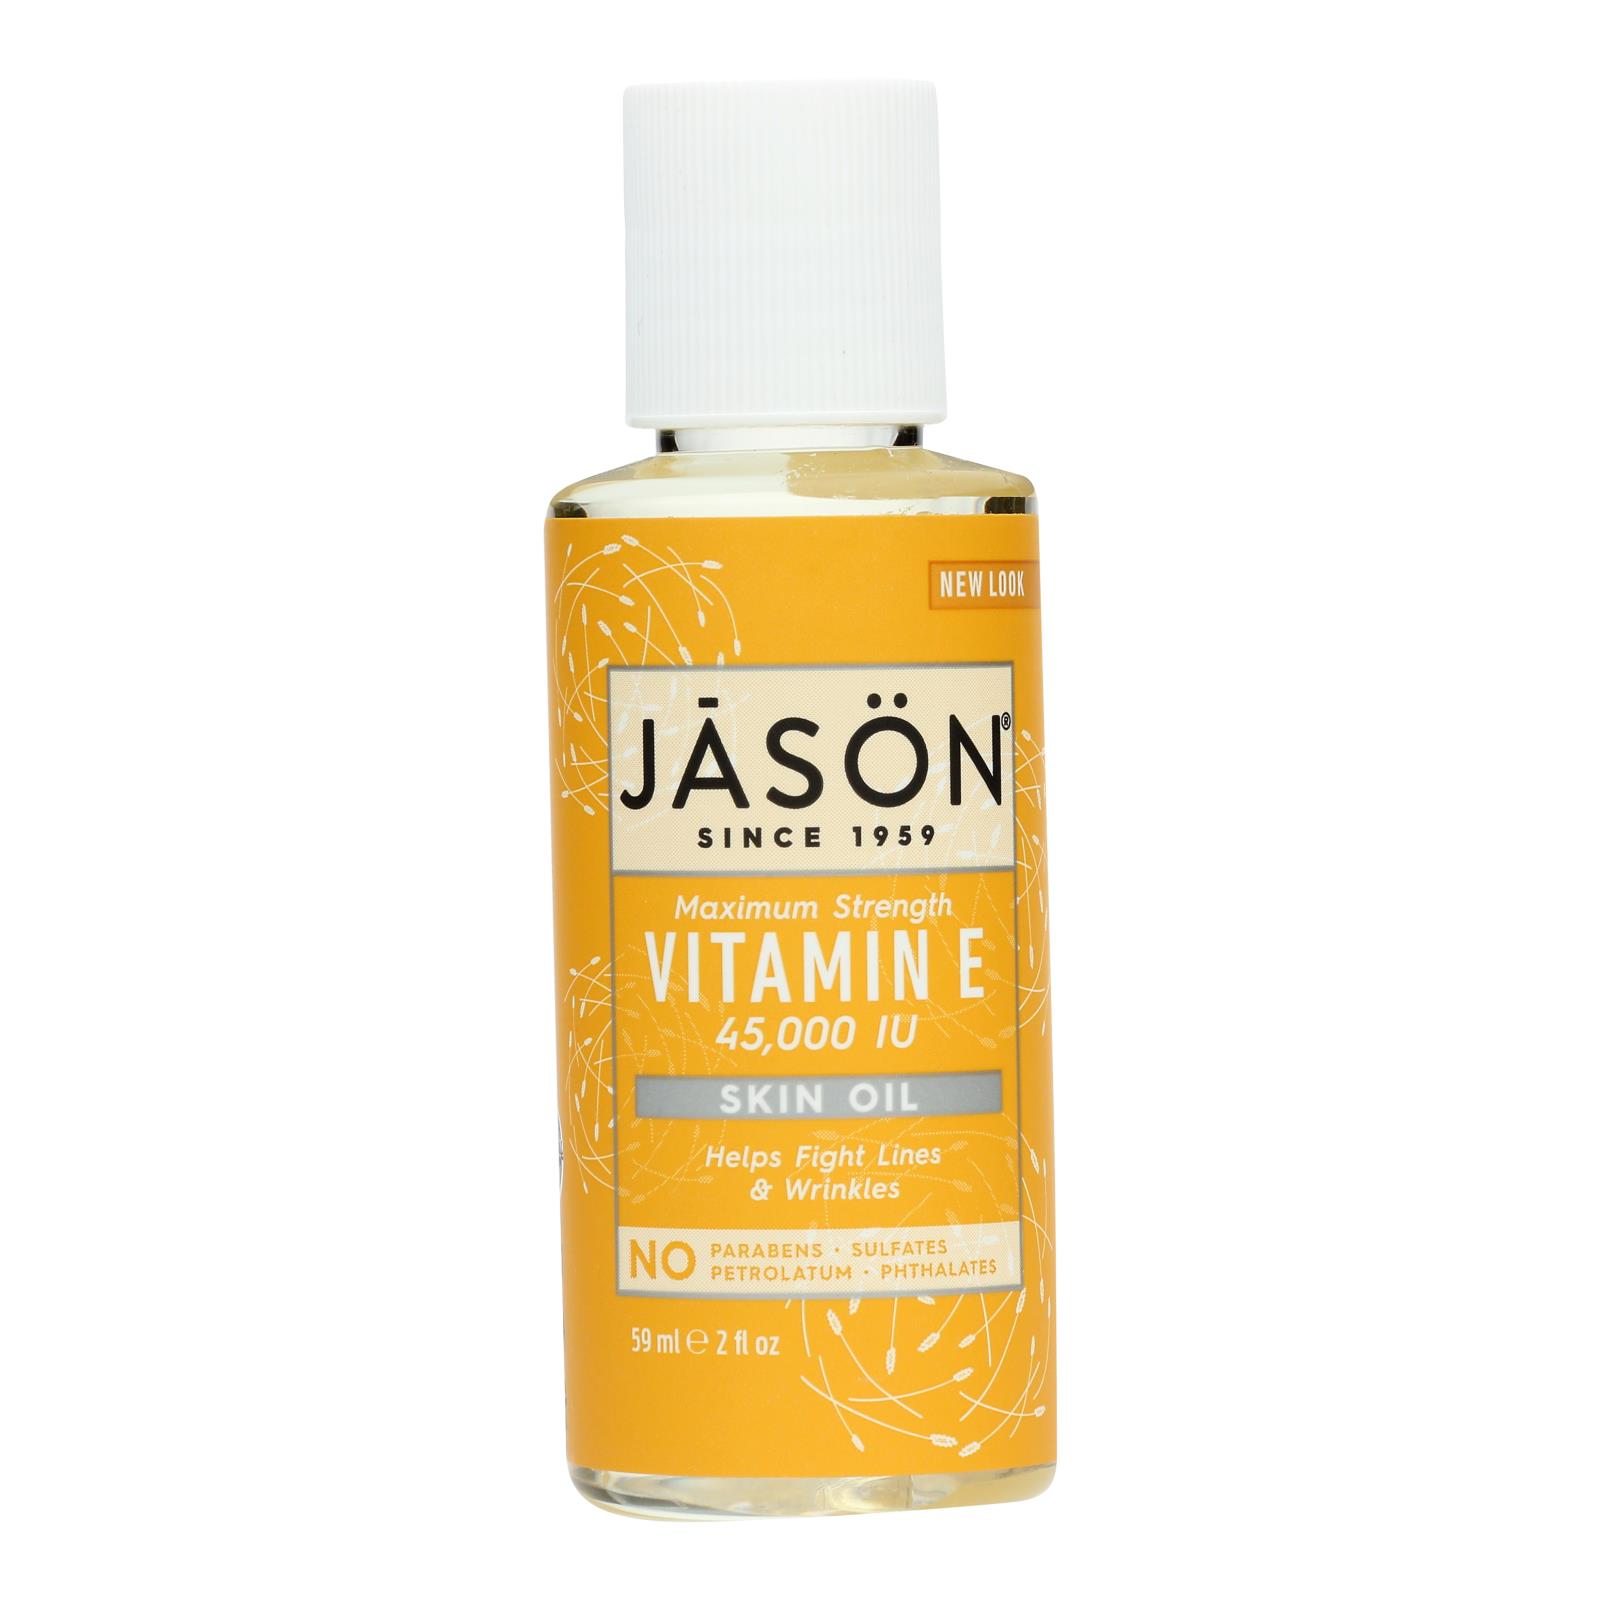 NEW LOOK
JĀSÖN®
SINCE 1959
Maximum Strength
VITAMIN E
45,000 IU
SKIN OIL
Helps Fight Lines
& Wrinkles
NO PARABENS · SULFATES
PETROLATUM · PHTHALATES
59 ml ℮ 2 fl oz